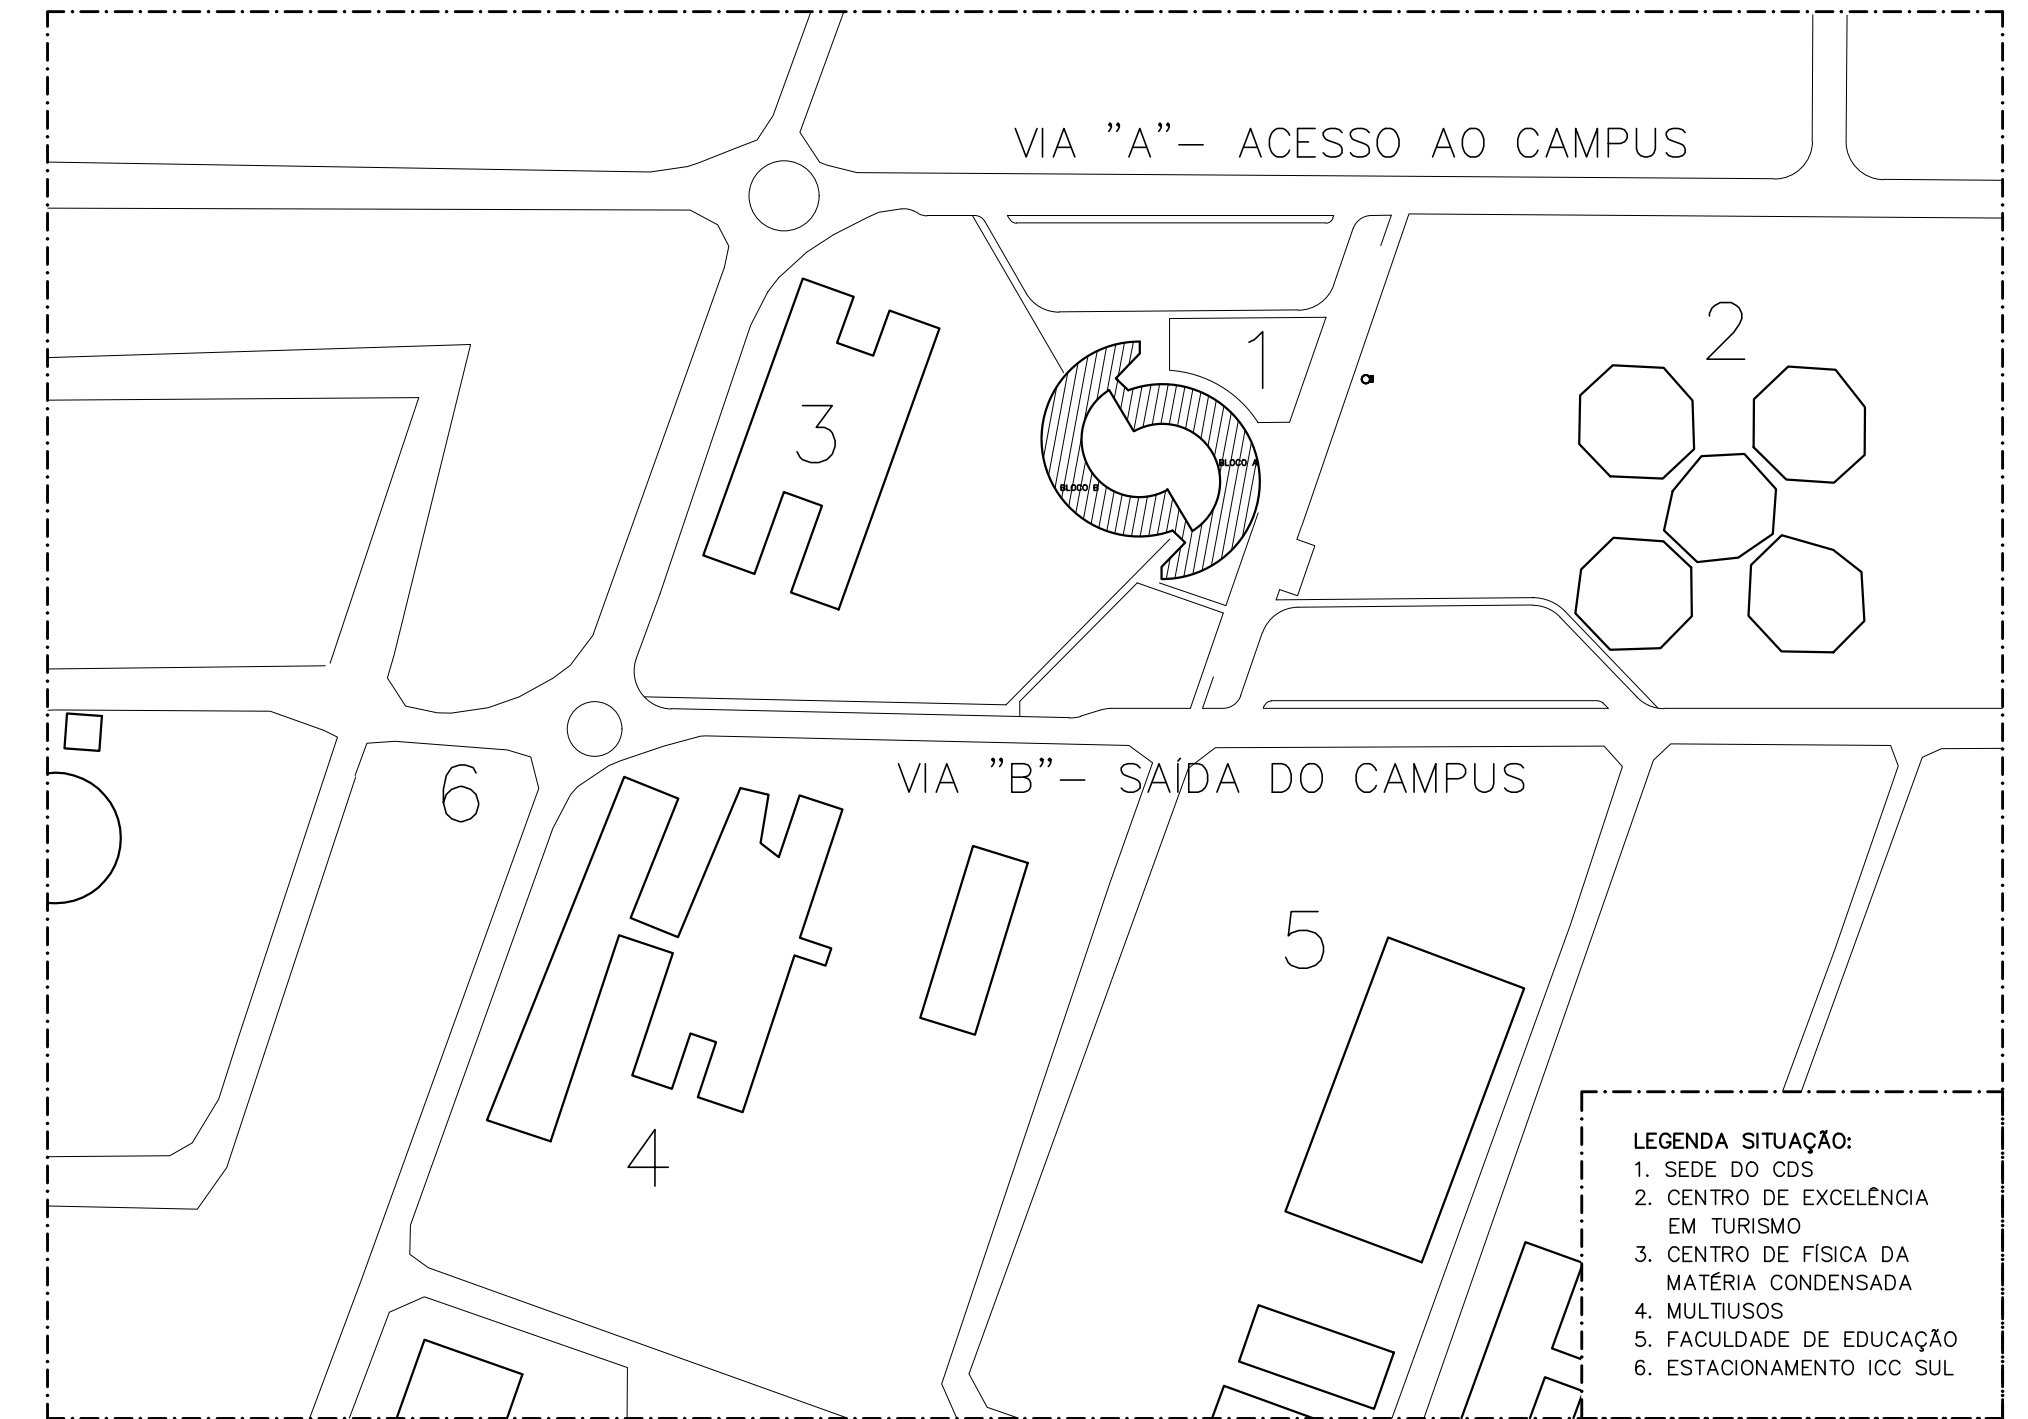 VIA "A"- ACESSO AO CAMPUS
2
1
3
BLOCO A
BLOCO B
6
VIA "B"- SAÍDA DO CAMPUS
5
4
LEGENDA SITUAÇÃO:
1. SEDE DO CDS
2. CENTRO DE EXCELÊNCIA
EM TURISMO
3. CENTRO DE FÍSICA DA
MATÉRIA CONDENSADA
4. MULTIUSOS
5. FACULDADE DE EDUCAÇÃO
6. ESTACIONAMENTO ICC SUL